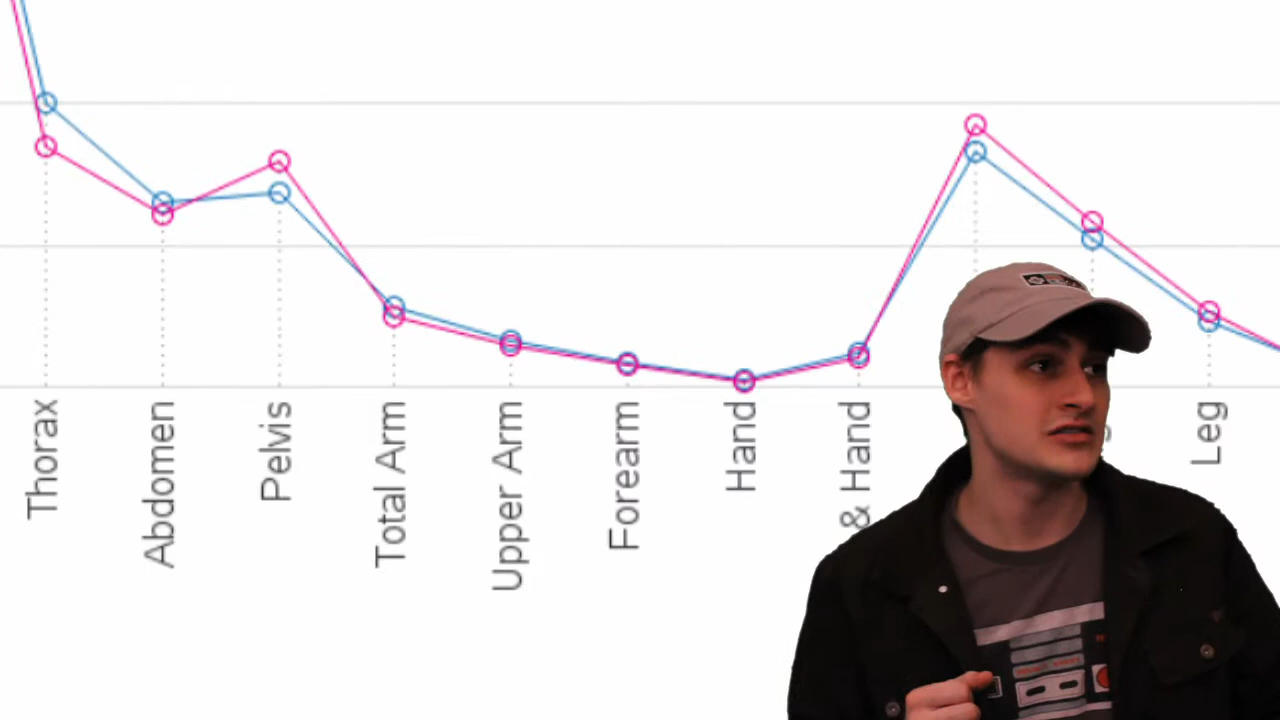 Thorax
Abdomen
Pelvis
Total Arm
Upper Arm
Forearm
Hand
& Hand
Leg